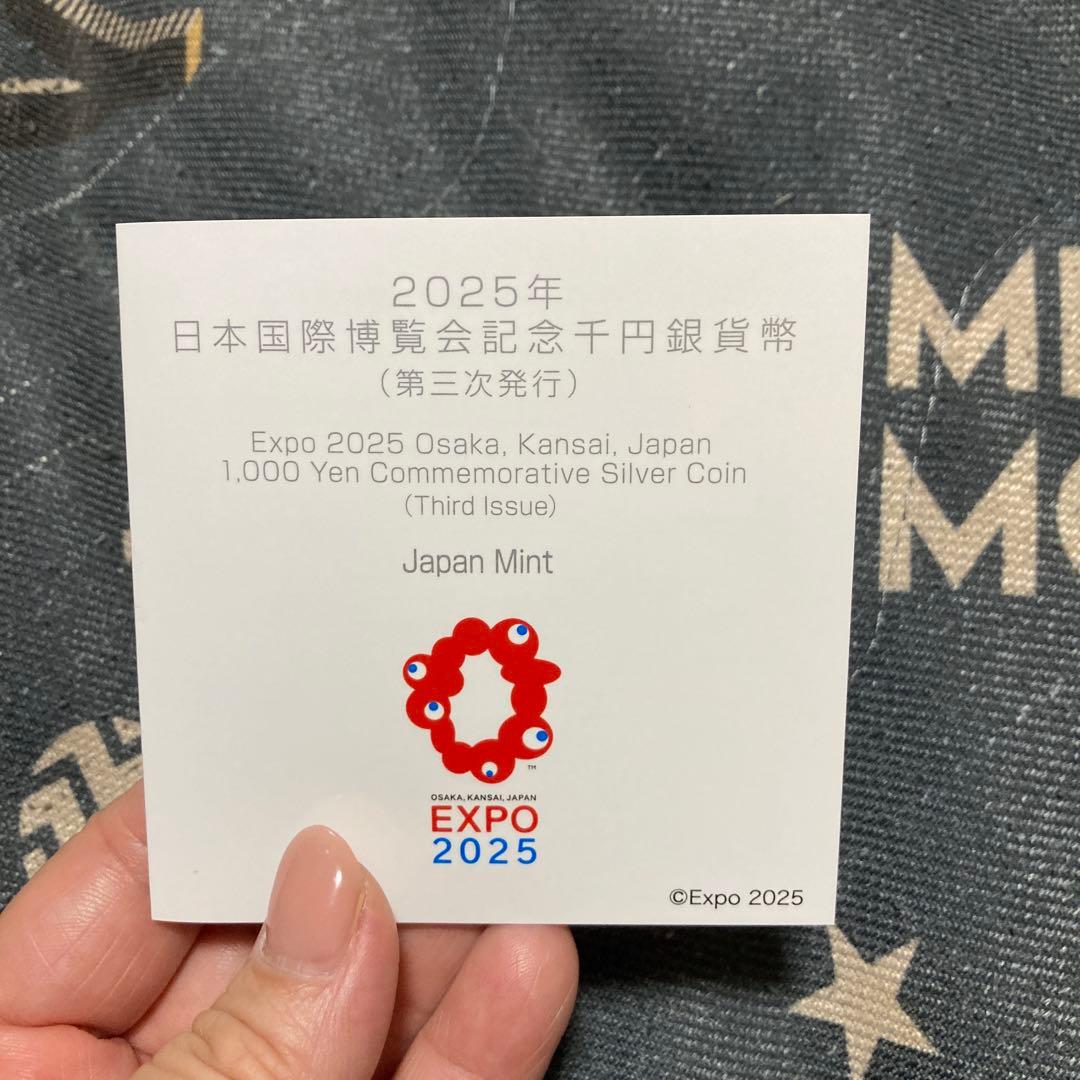 2025年
日本国際博覧会記念千円銀貨幣
（第三次発行）
Expo 2025 Osaka, Kansai, Japan
1,000 Yen Commemorative Silver Coin
(Third Issue)
Japan Mint
TM
OSAKA, KANSAI, JAPAN
EXPO
2025
©Expo 2025